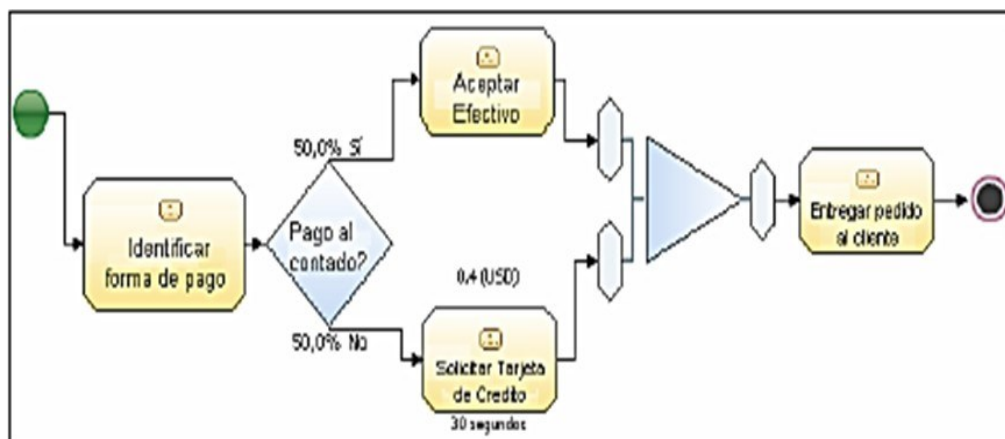 Aceptar
Efectivo
50,0% Sí
Identificar
forma de pago
Pago al
contado?
0.4 (USD)
50,0% No
Solicitar Tarjeta
de Credito
30 segundos
Entregar pedido
al cliente